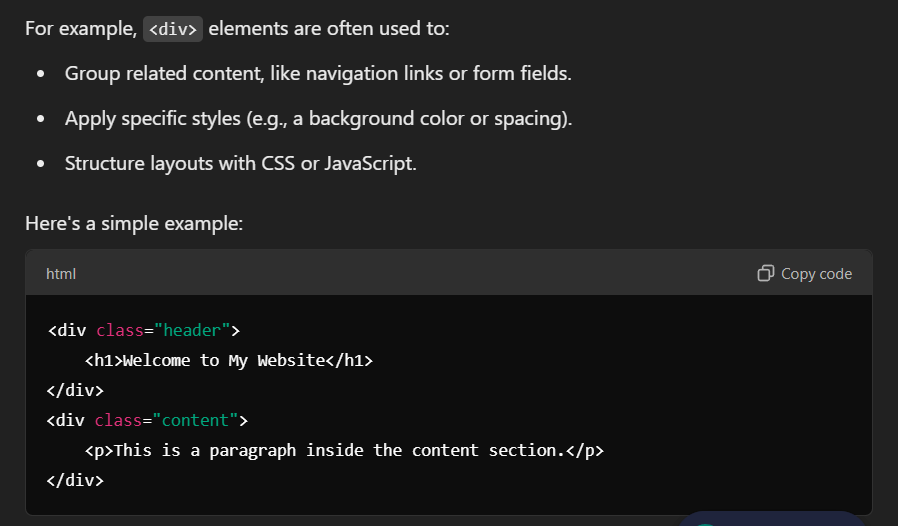 For example, <div> elements are often used to:
• Group related content, like navigation links or form fields.
• Apply specific styles (e.g., a background color or spacing).
• Structure layouts with CSS or JavaScript.
Here's a simple example:
html Copy code
<div class="header">
    <h1>Welcome to My Website</h1>
</div>
<div class="content">
    <p>This is a paragraph inside the content section.</p>
</div>